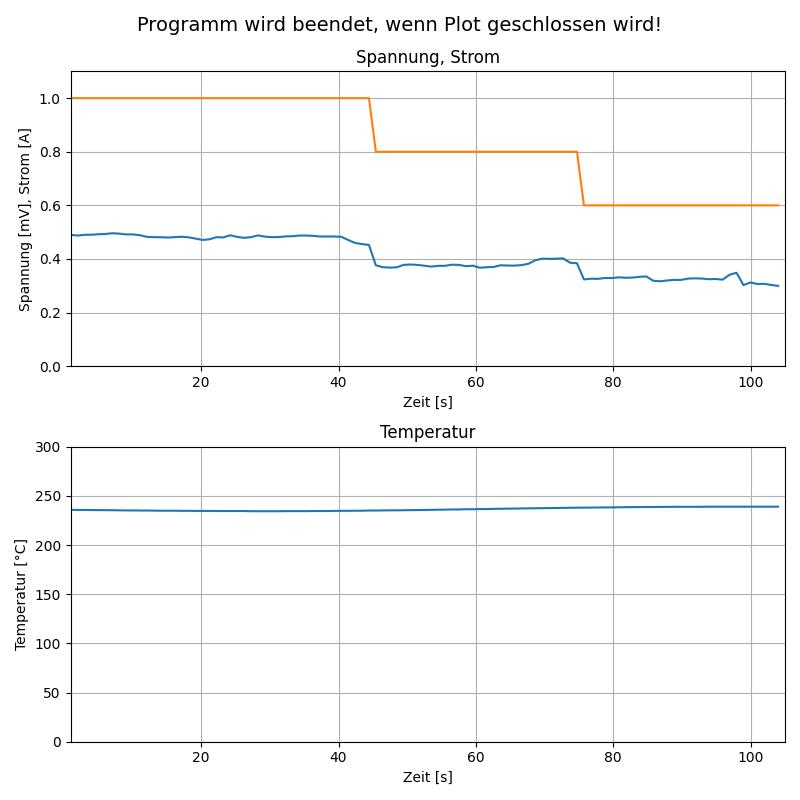 Programm wird beendet, wenn Plot geschlossen wird!
Spannung, Strom
Spannung [mV], Strom [A]
1.0
0.8
0.6
0.4
0.2
0.0
20 40 60 80 100
Zeit [s]
Temperatur
Temperatur [°C]
300
250
200
150
100
50
0
20 40 60 80 100
Zeit [s]